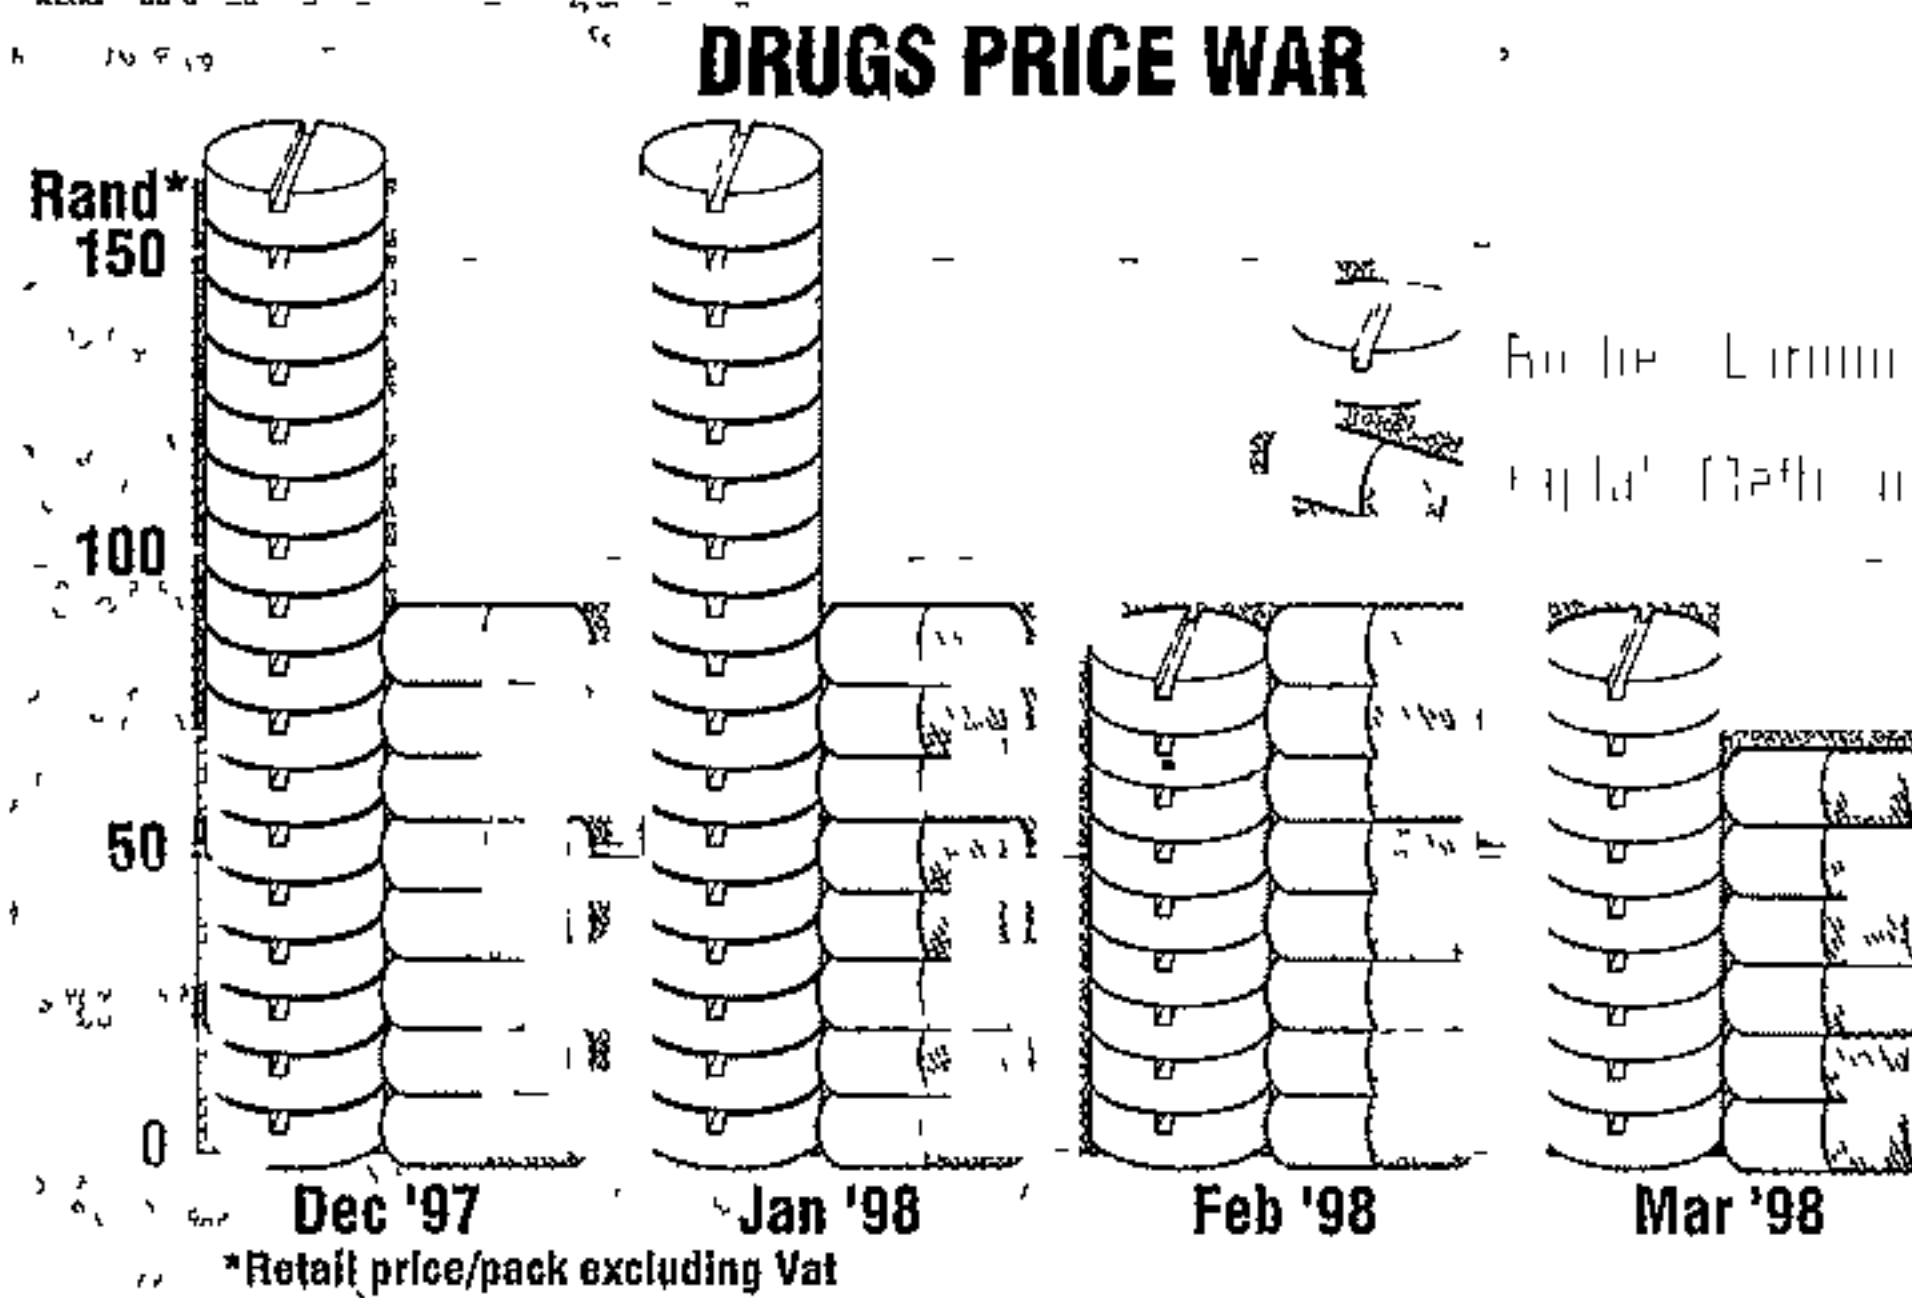 DRUGS PRICE WAR
Rand*
150
100
50
0
Dec '97
Jan '98
Feb '98
Mar '98
*Retail price/pack excluding Vat